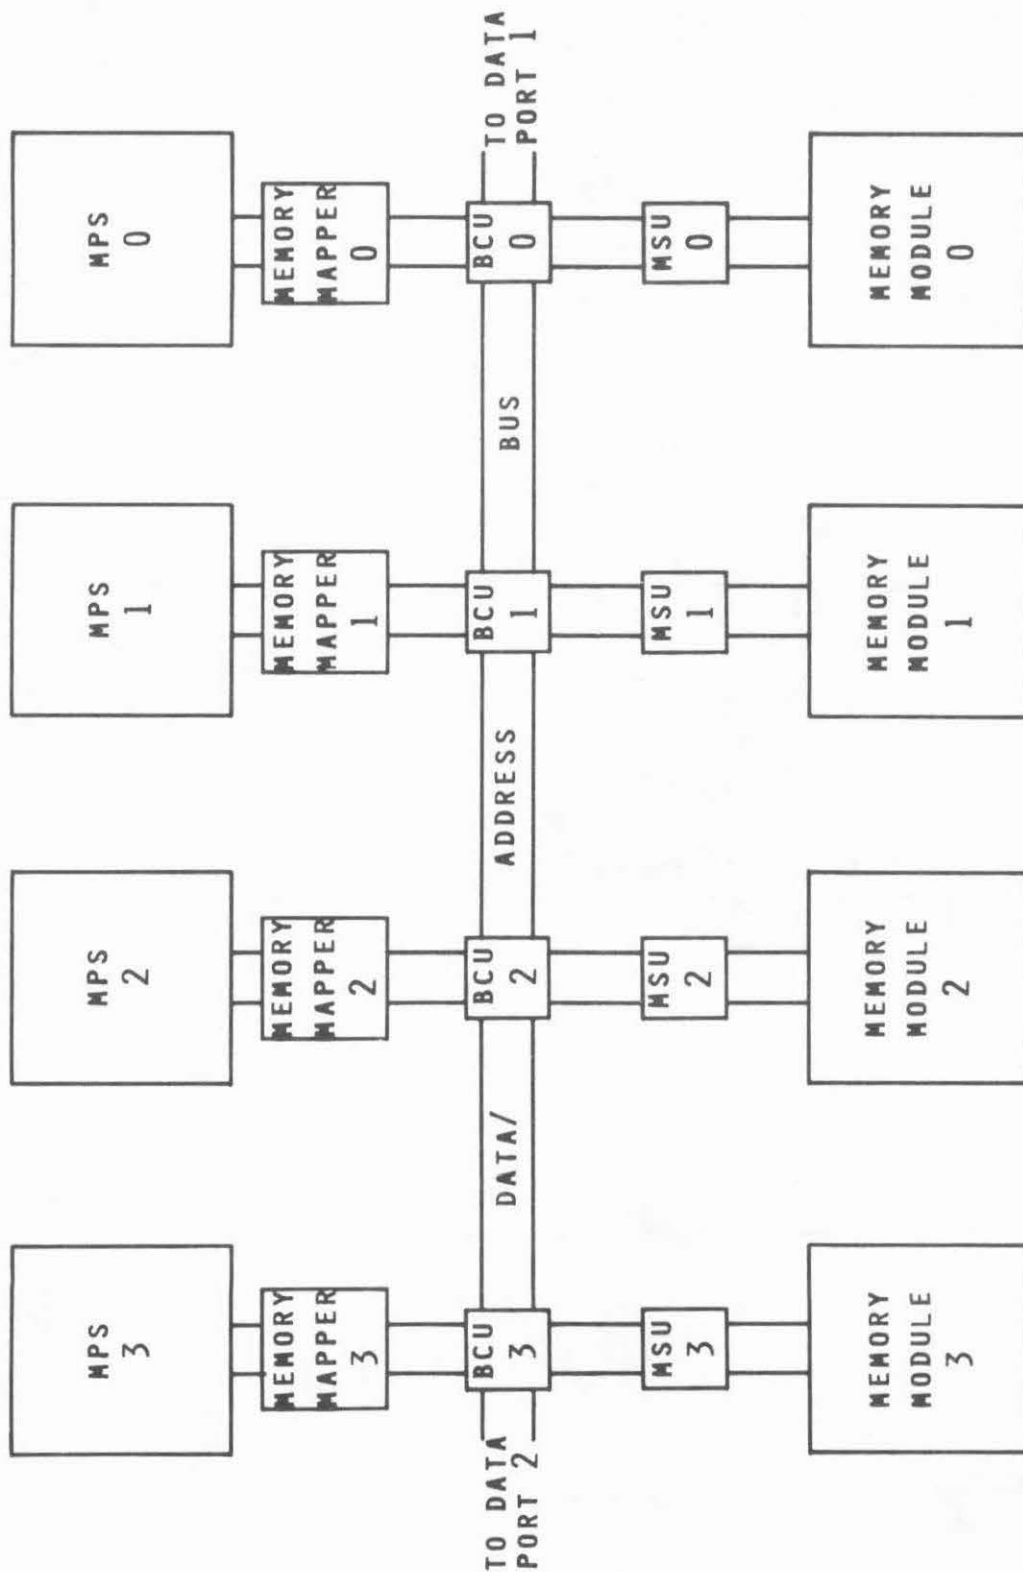 MPS
3
MPS
2
MPS
1
MPS
0
MEMORY
MAPPER
3
MEMORY
MAPPER
2
MEMORY
MAPPER
1
MEMORY
MAPPER
0
TO DATA
PORT 2
BCU
3
DATA/
BCU
2
ADDRESS
BCU
1
BUS
BCU
0
TO DATA
PORT 1
MSU
3
MSU
2
MSU
1
MSU
0
MEMORY
MODULE
3
MEMORY
MODULE
2
MEMORY
MODULE
1
MEMORY
MODULE
0